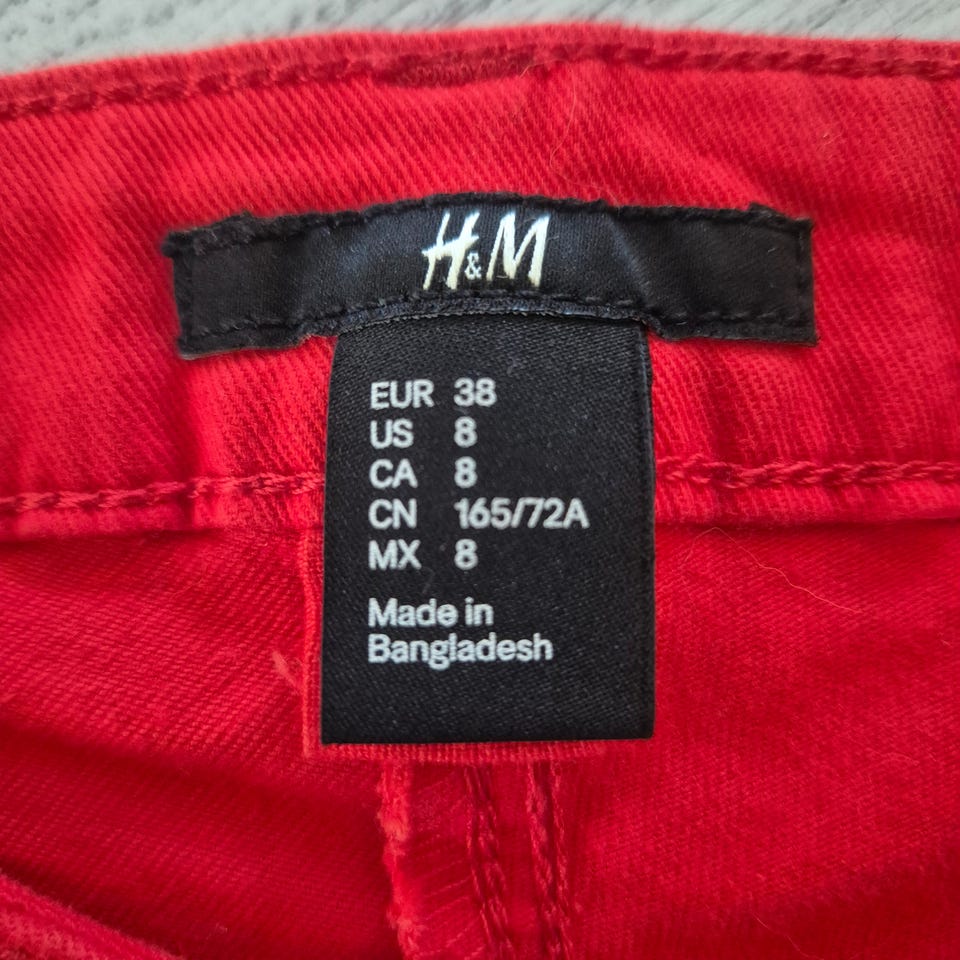 H&M
EUR 38
US 8
CA 8
CN 165/72A
MX 8
Made in
Bangladesh